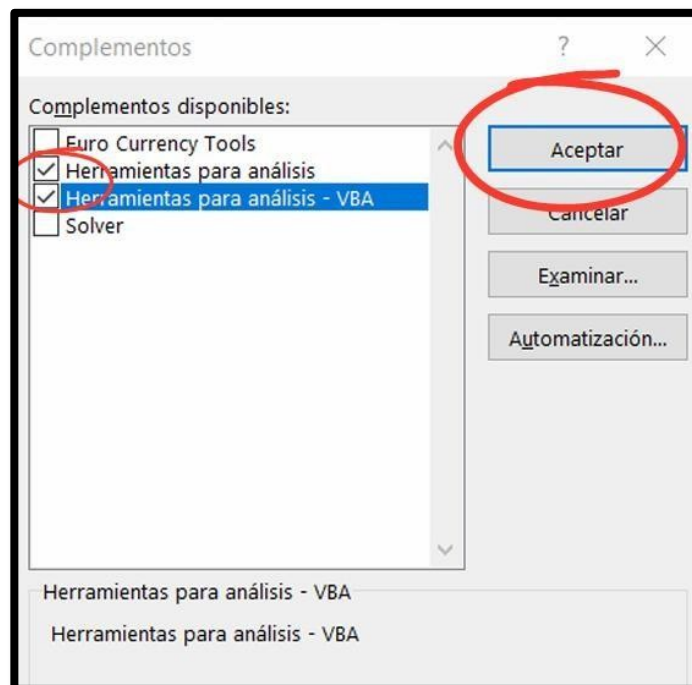 Complementos ?
Complementos disponibles:
Euro Currency Tools
Herramientas para análisis
Herramientas para análisis - VBA
Solver
Aceptar
Cancelar
Examinar...
Automatización...
Herramientas para análisis - VBA
Herramientas para análisis - VBA